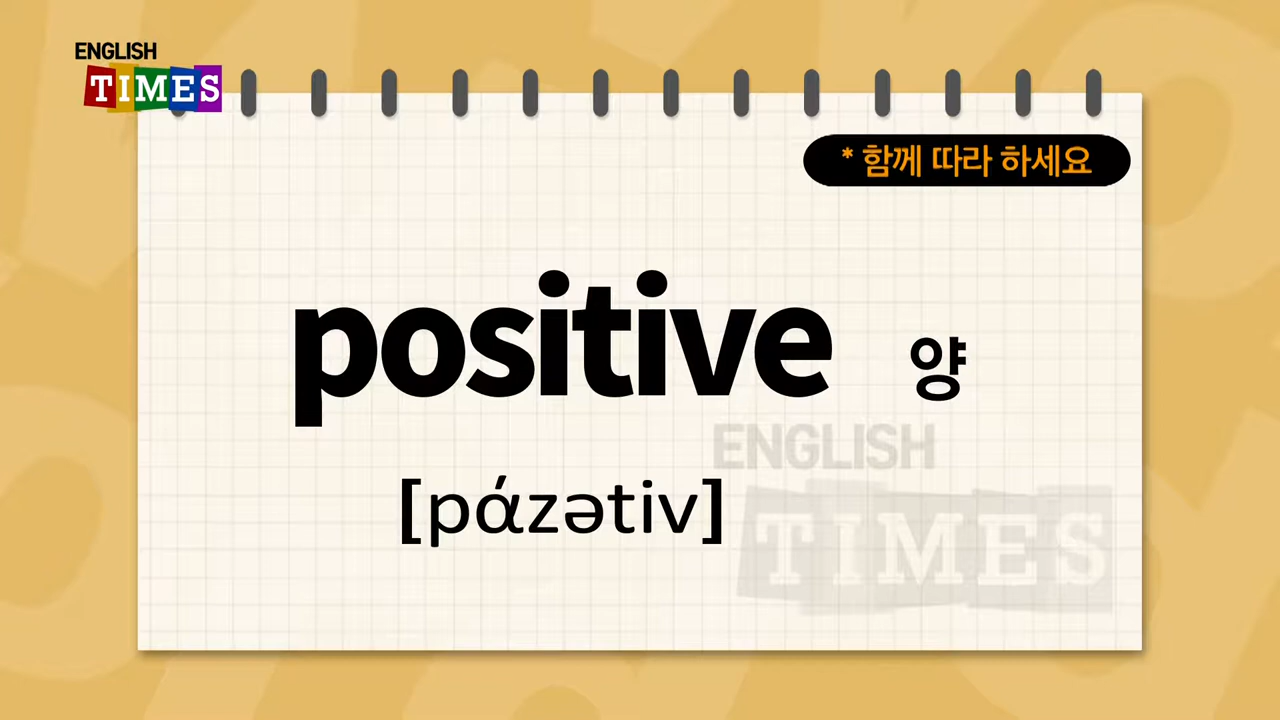 ENGLISH
TIMES
* 함께 따라 하세요
positive 양
[pάzətiv]
ENGLISH
TIMES